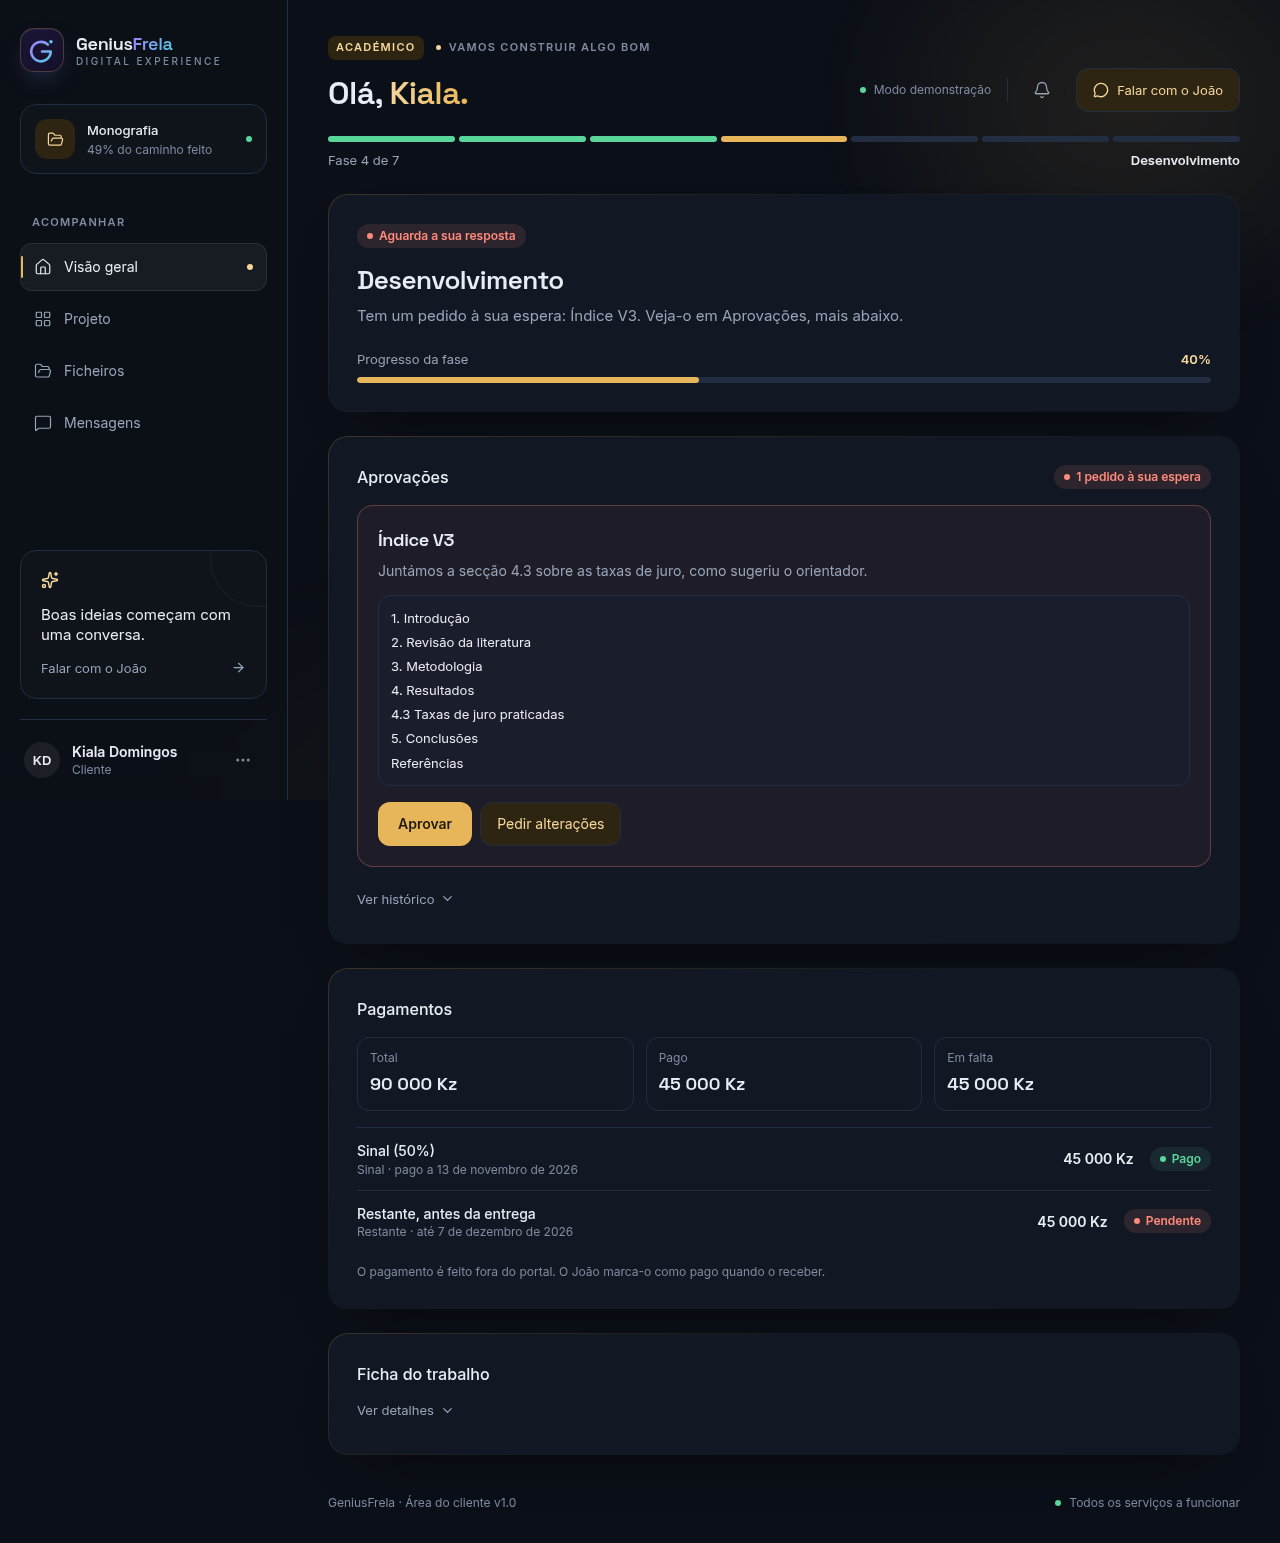 GeniusFrela
DIGITAL EXPERIENCE
Monografia
49% do caminho feito
ACOMPANHAR
Visão geral
Projeto
Ficheiros
Mensagens
Boas ideias começam com
uma conversa.
Falar com o João
KD
Kiala Domingos
Cliente
ACADÉMICO
VAMOS CONSTRUIR ALGO BOM
Olá, Kiala.
Modo demonstração
Falar com o João
Fase 4 de 7
Desenvolvimento
Aguarda a sua resposta
Desenvolvimento
Tem um pedido à sua espera: Índice V3. Veja-o em Aprovações, mais abaixo.
Progresso da fase
40%
Aprovações
1 pedido à sua espera
Índice V3
Juntámos a secção 4.3 sobre as taxas de juro, como sugeriu o orientador.
1. Introdução
2. Revisão da literatura
3. Metodologia
4. Resultados
4.3 Taxas de juro praticadas
5. Conclusões
Referências
Aprovar
Pedir alterações
Ver histórico
Pagamentos
Total
90 000 Kz
Pago
45 000 Kz
Em falta
45 000 Kz
Sinal (50%)
Sinal · pago a 13 de novembro de 2026
45 000 Kz
Pago
Restante, antes da entrega
Restante · até 7 de dezembro de 2026
45 000 Kz
Pendente
O pagamento é feito fora do portal. O João marca-o como pago quando o receber.
Ficha do trabalho
Ver detalhes
GeniusFrela · Área do cliente v1.0
Todos os serviços a funcionar